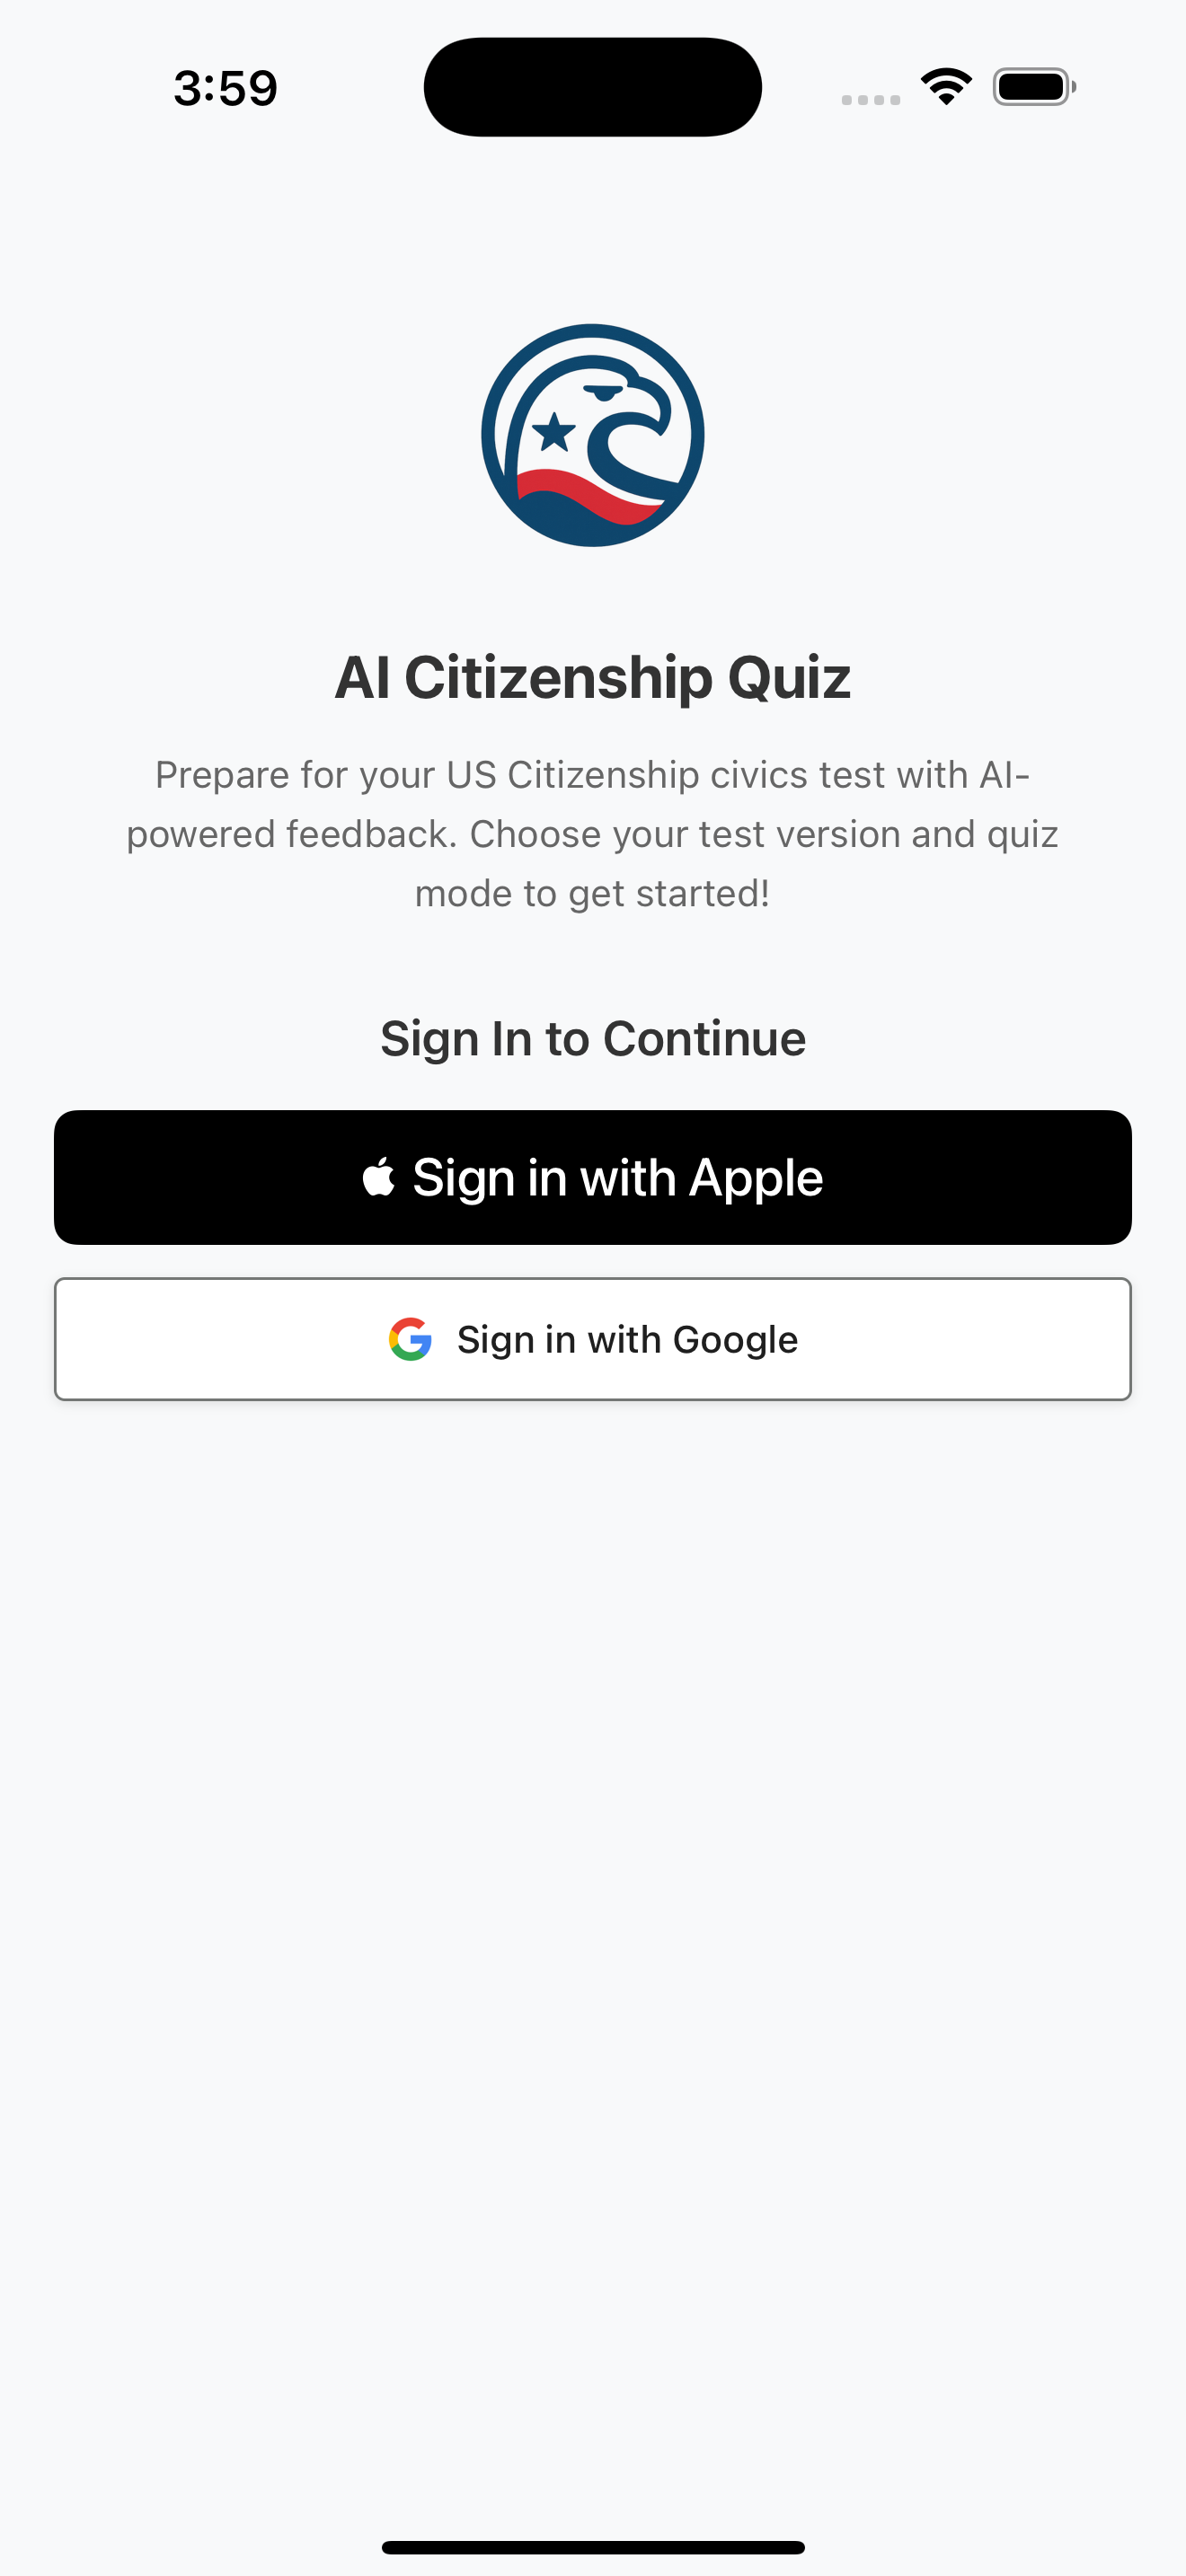 3:59
AI Citizenship Quiz
Prepare for your US Citizenship civics test with AI-
powered feedback. Choose your test version and quiz
mode to get started!
Sign In to Continue
Sign in with Apple
Sign in with Google